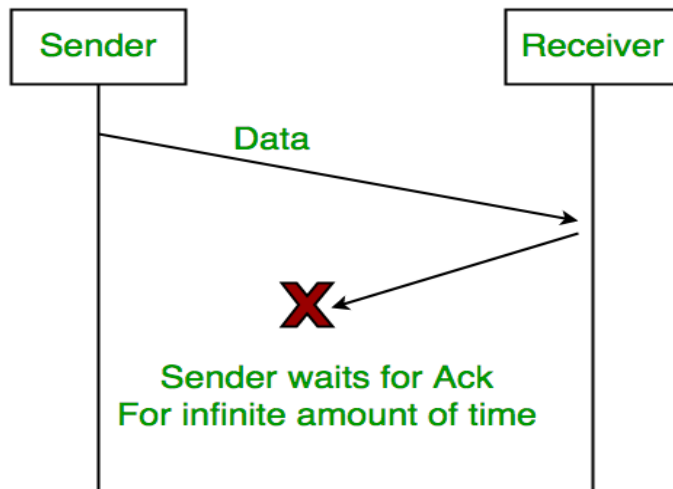 Sender
Receiver
Data
Sender waits for Ack
For infinite amount of time